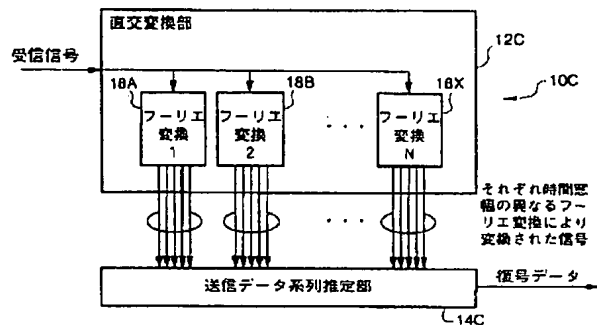 直交変換部
12C
受信信号
18A
18B
18X
10C
フーリエ
変換
1
フーリエ
変換
2
・・・
フーリエ
変換
N
それぞれ時間窓
幅の異なるフー
リエ変換により
変換された信号
・・・
送信データ系列推定部
復号データ
14C